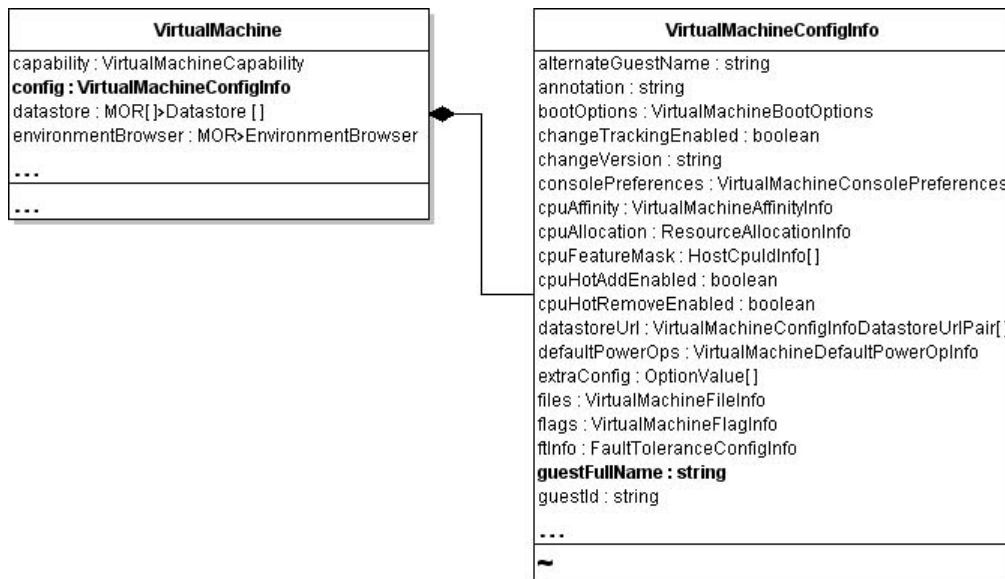 VirtualMachine
capability : VirtualMachineCapability
config : VirtualMachineConfigInfo
datastore : MOR[]>Datastore []
environmentBrowser : MOR>EnvironmentBrowser
...
...
VirtualMachineConfigInfo
alternateGuestName : string
annotation : string
bootOptions : VirtualMachineBootOptions
changeTrackingEnabled : boolean
changeVersion : string
consolePreferences : VirtualMachineConsolePreferences
cpuAffinity : VirtualMachineAffinityInfo
cpuAllocation : ResourceAllocationInfo
cpuFeatureMask : HostCpuIdInfo[]
cpuHotAddEnabled : boolean
cpuHotRemoveEnabled : boolean
datastoreUrl : VirtualMachineConfigInfoDatastoreUrlPair[]
defaultPowerOps : VirtualMachineDefaultPowerOpInfo
extraConfig : OptionValue[]
files : VirtualMachineFileInfo
flags : VirtualMachineFlagInfo
ftInfo : FaultToleranceConfigInfo
guestFullName : string
guestId : string
...
~